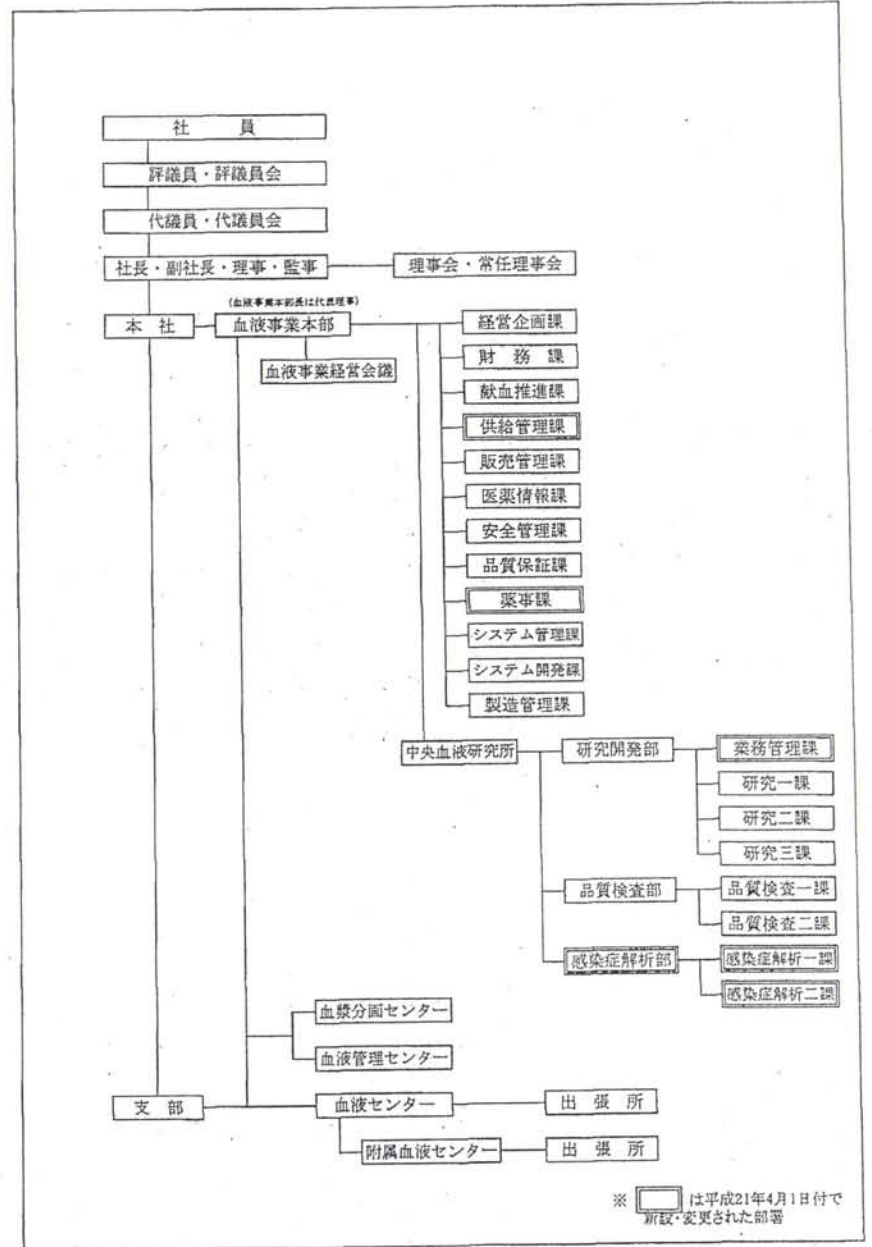 社　員
評議員・評議員会
代議員・代議員会
社長・副社長・理事・監事
理事会・常任理事会
(血液事業本部長は代表理事)
本　社
血液事業本部
血液事業経営会議
経営企画課
財　務　課
献血推進課
供給管理課
販売管理課
医薬情報課
安全管理課
品質保証課
薬事課
システム管理課
システム開発課
製造管理課
中央血液研究所
研究開発部
業務管理課
研究一課
研究二課
研究三課
品質検査部
品質検査一課
品質検査二課
感染症解析部
感染症解析一課
感染症解析二課
血漿分画センター
血液管理センター
支　部
血液センター
出　張　所
附属血液センター
出　張　所
※　　は平成21年4月1日付で
新設・変更された部署